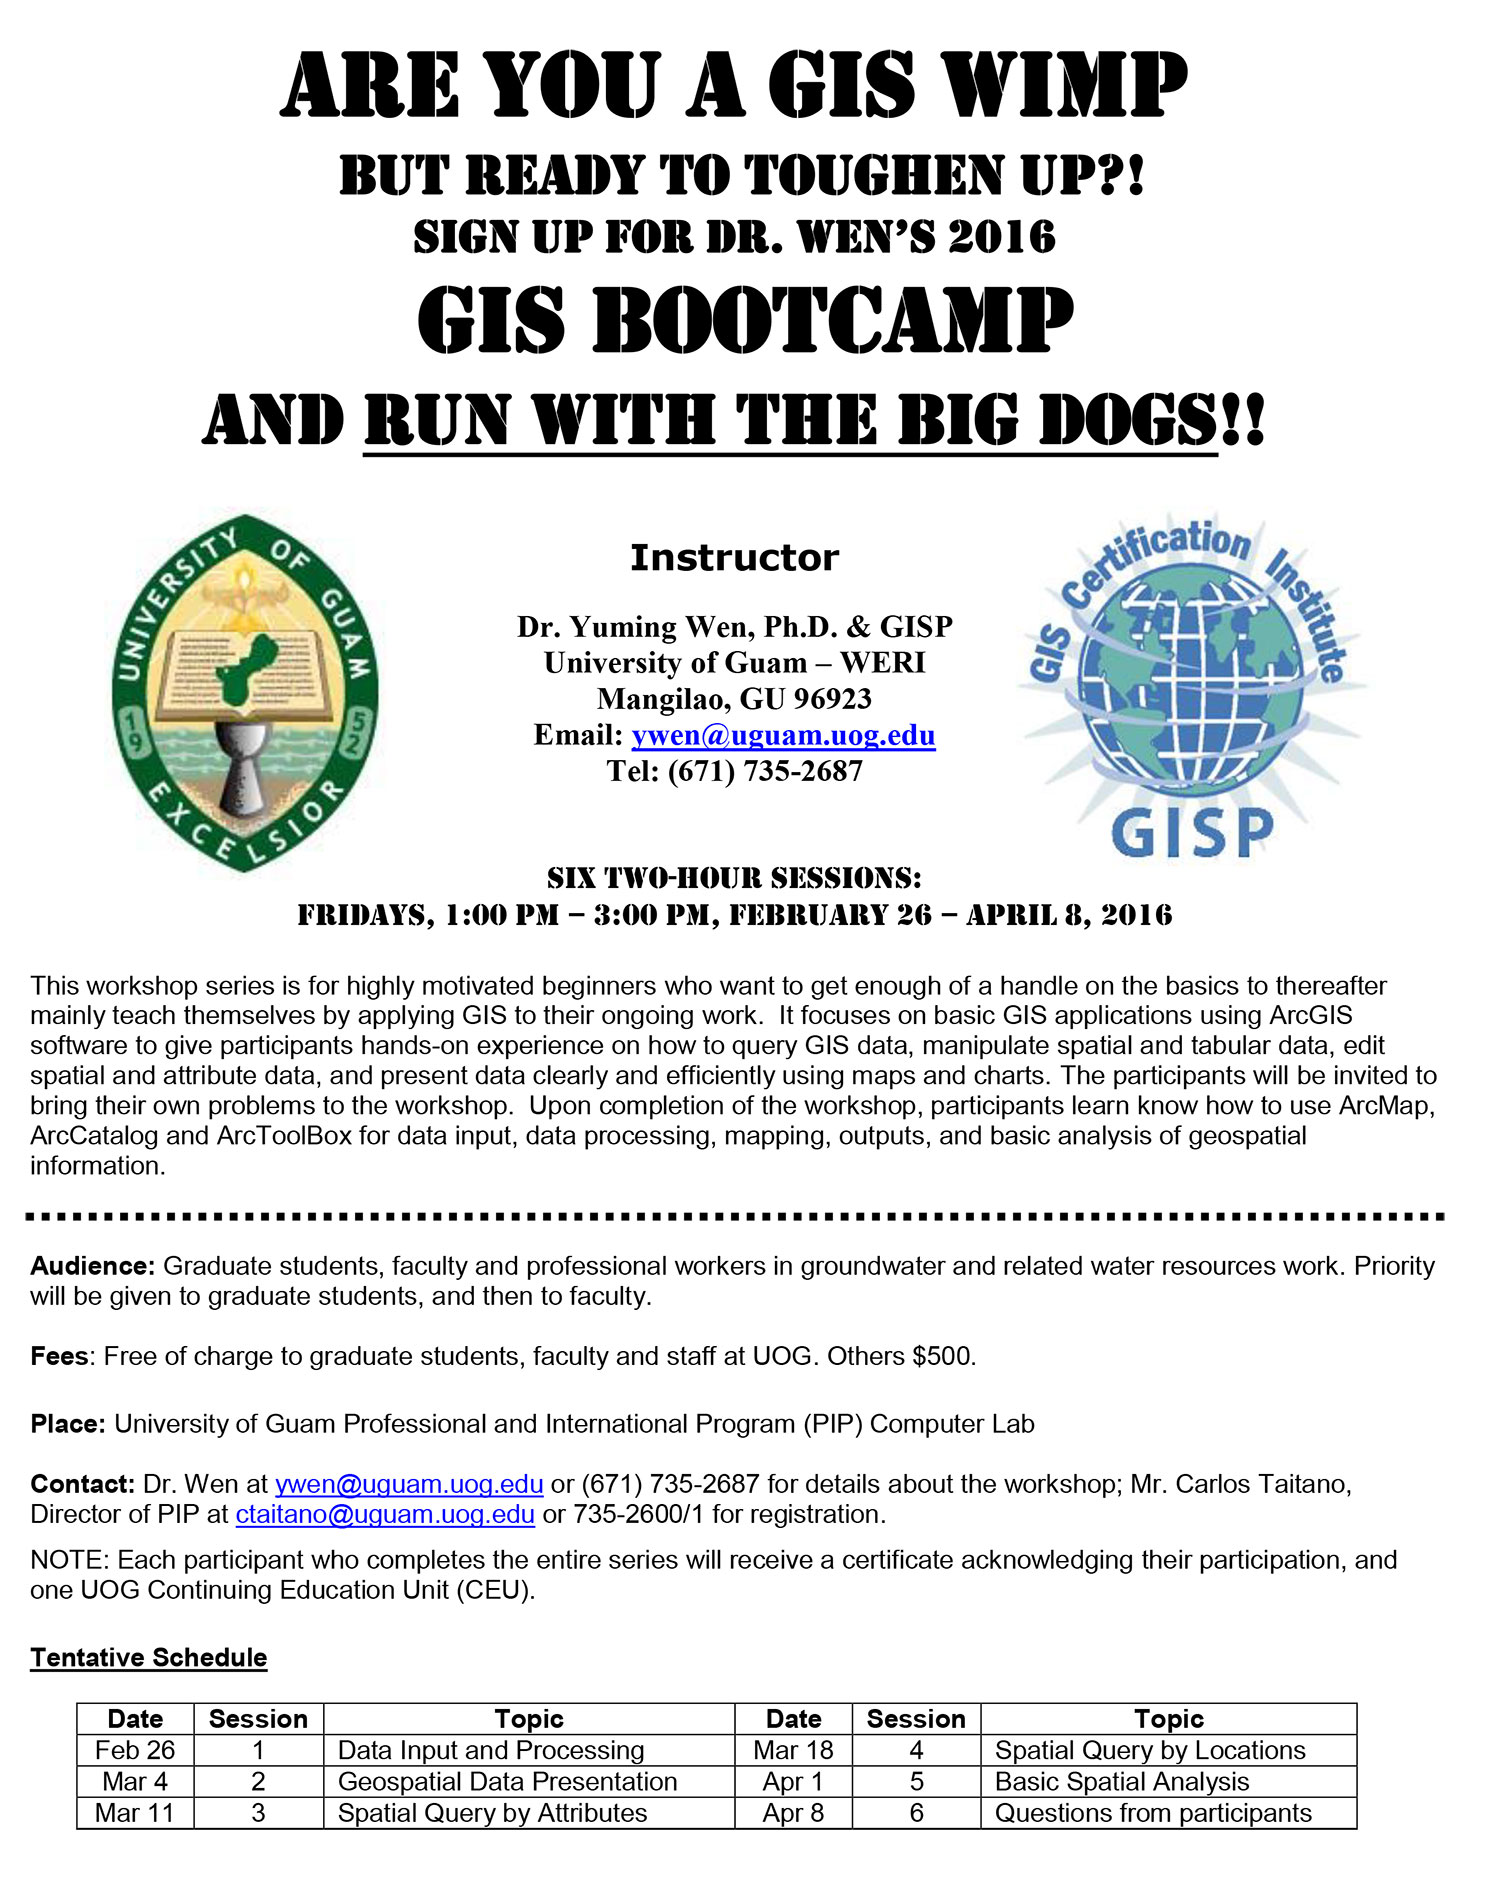 ARE YOU A GIS WIMP
BUT READY TO TOUGHEN UP?!
SIGN UP FOR DR. WEN'S 2016
GIS BOOTCAMP
AND RUN WITH THE BIG DOGS!!
UNIVERSITY OF GUAM
19 52
EXCELSIOR
Instructor
Dr. Yuming Wen, Ph.D. & GISP
University of Guam – WERI
Mangilao, GU 96923
Email: ywen@uguam.uog.edu
Tel: (671) 735-2687
GIS Certification Institute
GISP
SIX TWO-HOUR SESSIONS:
FRIDAYS, 1:00 PM – 3:00 PM, FEBRUARY 26 – APRIL 8, 2016
This workshop series is for highly motivated beginners who want to get enough of a handle on the basics to thereafter
mainly teach themselves by applying GIS to their ongoing work. It focuses on basic GIS applications using ArcGIS
software to give participants hands-on experience on how to query GIS data, manipulate spatial and tabular data, edit
spatial and attribute data, and present data clearly and efficiently using maps and charts. The participants will be invited to
bring their own problems to the workshop. Upon completion of the workshop, participants learn know how to use ArcMap,
ArcCatalog and ArcToolBox for data input, data processing, mapping, outputs, and basic analysis of geospatial
information.
Audience: Graduate students, faculty and professional workers in groundwater and related water resources work. Priority
will be given to graduate students, and then to faculty.
Fees: Free of charge to graduate students, faculty and staff at UOG. Others $500.
Place: University of Guam Professional and International Program (PIP) Computer Lab
Contact: Dr. Wen at ywen@uguam.uog.edu or (671) 735-2687 for details about the workshop; Mr. Carlos Taitano,
Director of PIP at ctaitano@uguam.uog.edu or 735-2600/1 for registration.
NOTE: Each participant who completes the entire series will receive a certificate acknowledging their participation, and
one UOG Continuing Education Unit (CEU).
Tentative Schedule
Date Session Topic Date Session Topic
Feb 26 1 Data Input and Processing Mar 18 4 Spatial Query by Locations
Mar 4 2 Geospatial Data Presentation Apr 1 5 Basic Spatial Analysis
Mar 11 3 Spatial Query by Attributes Apr 8 6 Questions from participants